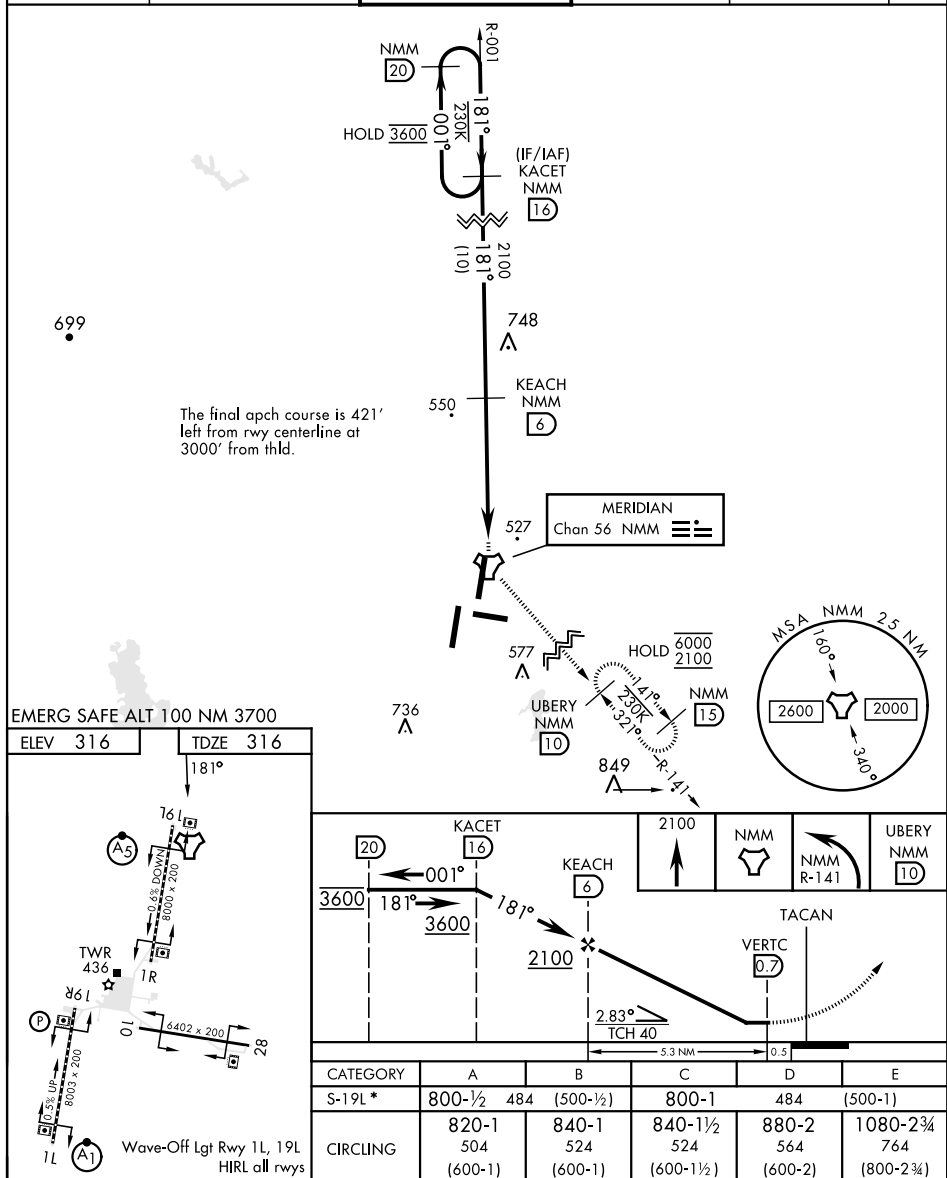 R-001
NMM
20
181°
230K
001°
HOLD 3600
(IF/IAF)
KACET
NMM
16
2100
181°
(10)
699
748
KEACH
NMM
6
550
The final apch course is 421'
left from rwy centerline at
3000' from thld.
MERIDIAN
Chan 56 NMM
527
577
HOLD 6000
2100
141°
230K
321°
NMM
15
UBERY
NMM
10
736
849
R-141
MSA NMM 25 NM
160°
2600
2000
340°
EMERG SAFE ALT 100 NM 3700
ELEV 316
TDZE 316
181°
19L
A5
0.6% DOWN
8000 x 200
TWR
436
1R
19R
P
10
6402 x 200
28
0.5% UP
8003 x 200
1L
A1
Wave-Off Lgt Rwy 1L, 19L
HIRL all rwys
20
KACET
16
001°
3600
181°
3600
181°
KEACH
6
2100
2100
NMM
NMM
R-141
UBERY
NMM
10
TACAN
VERTC
0.7
2.83°
TCH 40
5.3 NM
0.5
CATEGORY A B C D E
S-19L * 800-½ 484 (500-½) 800-1 484 (500-1)
CIRCLING
820-1 840-1 840-1½ 880-2 1080-2¾
504 524 524 564 764
(600-1) (600-1) (600-1½) (600-2) (800-2¾)